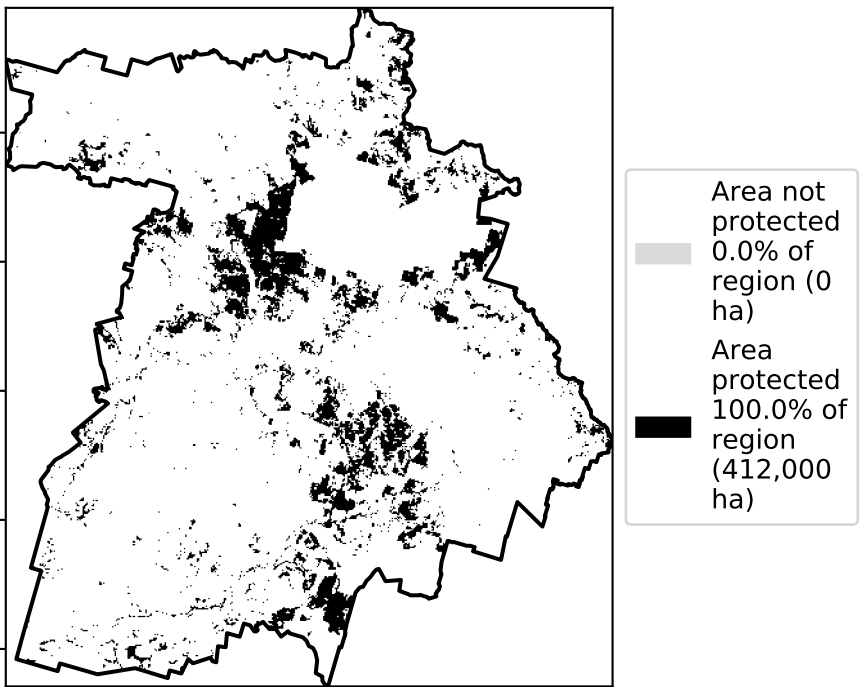 Area not
protected
0.0% of
region (0
ha)
Area
protected
100.0% of
region
(412,000
ha)